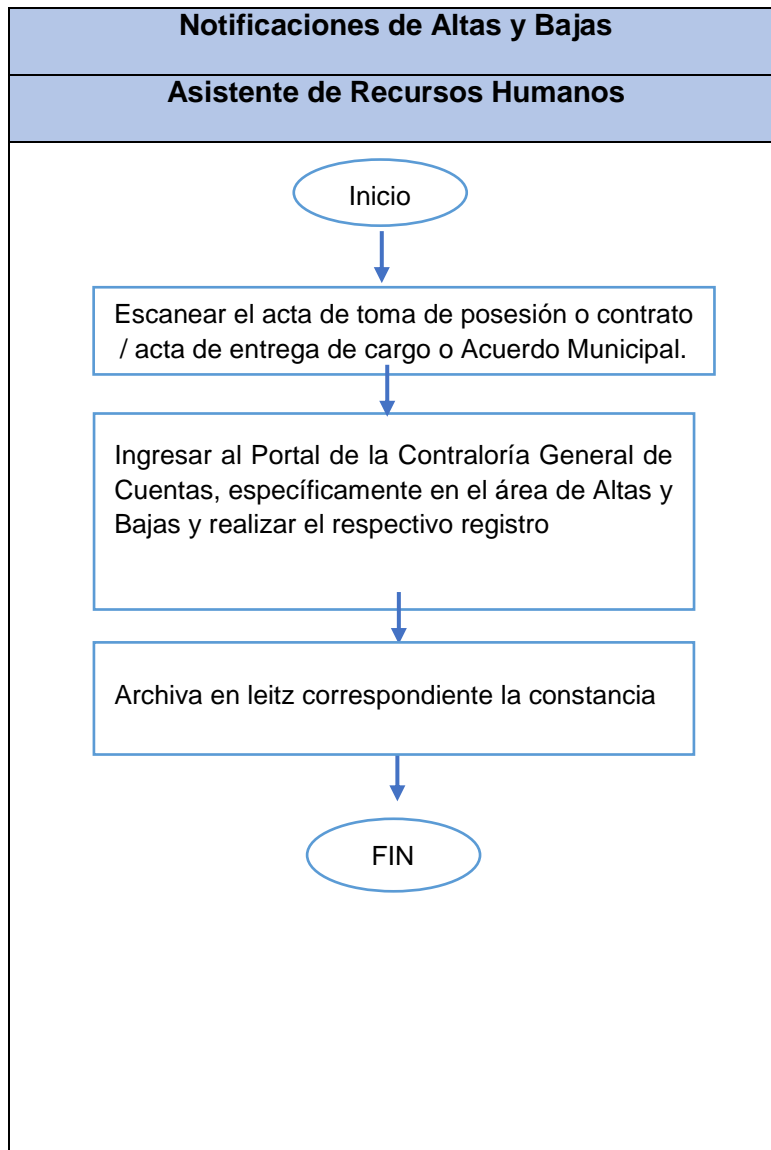 Notificaciones de Altas y Bajas
Asistente de Recursos Humanos
Inicio
Escanear el acta de toma de posesión o contrato
/ acta de entrega de cargo o Acuerdo Municipal.
Ingresar al Portal de la Contraloría General de
Cuentas, específicamente en el área de Altas y
Bajas y realizar el respectivo registro
Archiva en leitz correspondiente la constancia
FIN